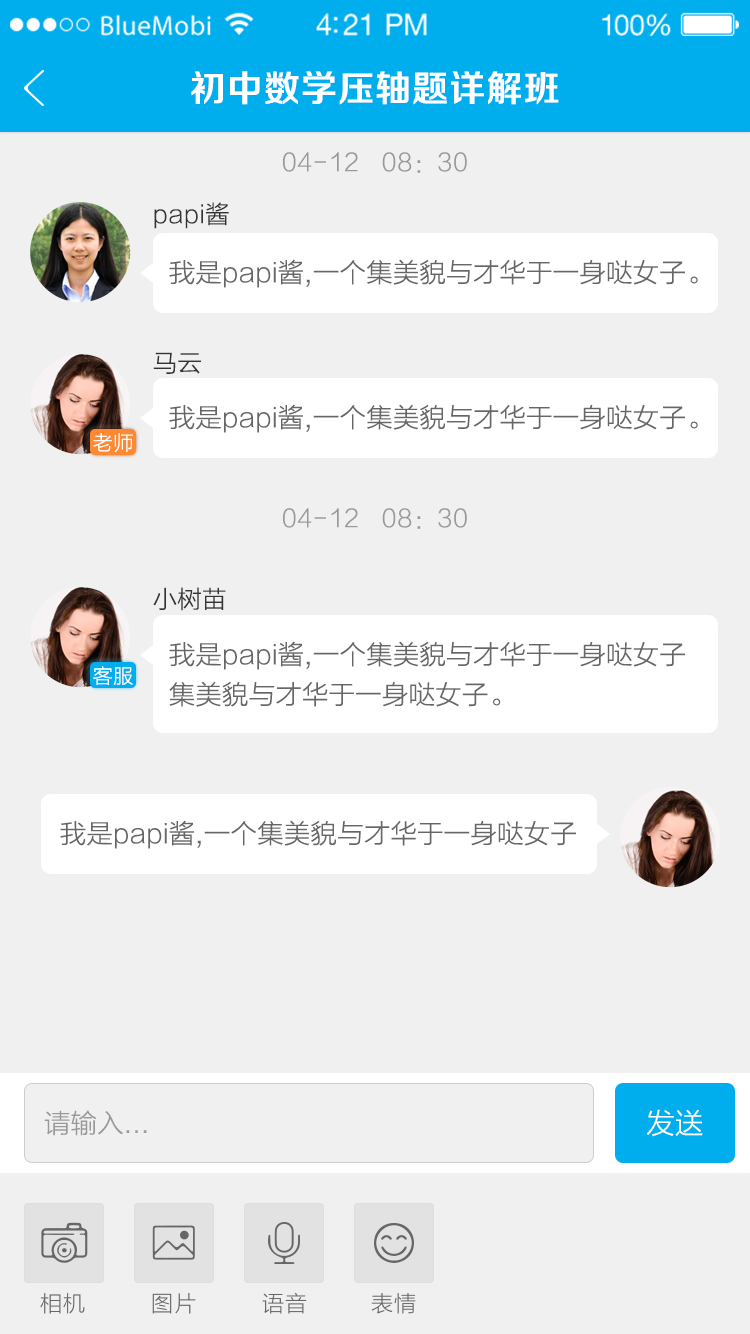 BlueMobi 4:21 PM 100%
初中数学压轴题详解班
04-12 08: 30
papi酱
我是papi酱,一个集美貌与才华于一身哒女子。
马云
我是papi酱,一个集美貌与才华于一身哒女子。
老师
04-12 08: 30
小树苗
我是papi酱,一个集美貌与才华于一身哒女子
集美貌与才华于一身哒女子。
客服
我是papi酱,一个集美貌与才华于一身哒女子
请输入...
发送
相机 图片 语音 表情